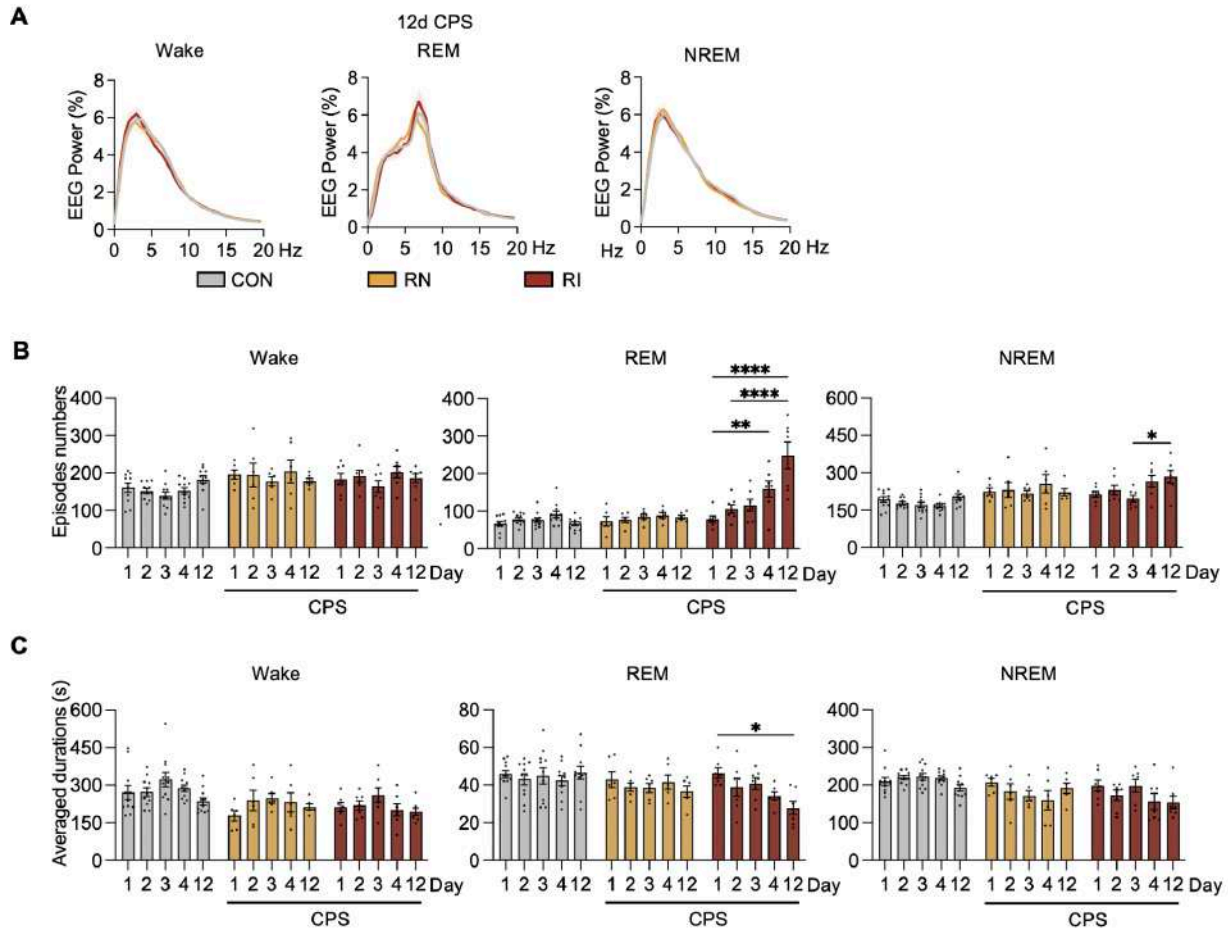 A
12d CPS
Wake
REM
NREM
EEG Power (%)
8
6
4
2
0
0 5 10 15 20 Hz
EEG Power (%)
8
6
4
2
0
0 5 10 15 20 Hz
EEG Power (%)
8
6
4
2
0
Hz 0 5 10 15 20 Hz
CON
RN
RI
B
Wake
Episodes numbers
400
300
200
100
0
1 2 3 4 12 1 2 3 4 12 1 2 3 4 12 Day
CPS
REM
400
300
200
100
0
****
****
**
1 2 3 4 12 1 2 3 4 12 1 2 3 4 12 Day
CPS
NREM
600
450
300
150
0
*
1 2 3 4 12 1 2 3 4 12 1 2 3 4 12 Day
CPS
C
Wake
Averaged durations (s)
600
450
300
150
0
1 2 3 4 12 1 2 3 4 12 1 2 3 4 12 Day
CPS
REM
80
60
40
20
0
*
1 2 3 4 12 1 2 3 4 12 1 2 3 4 12 Day
CPS
NREM
400
300
200
100
0
1 2 3 4 12 1 2 3 4 12 1 2 3 4 12 Day
CPS